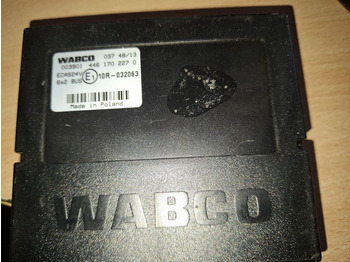 WABCO 037 48/13
003901 446 170 227 0
ECAS24V E1 10R-032063
6x2 BUS
Made in Poland
WABCO